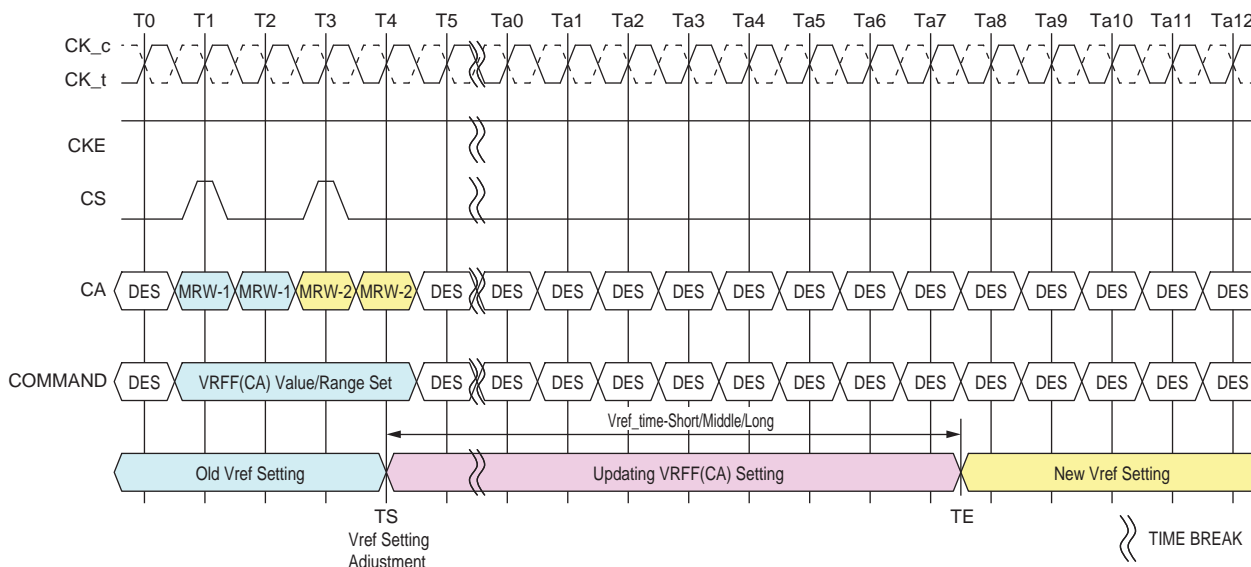 T0 T1 T2 T3 T4 T5 Ta0 Ta1 Ta2 Ta3 Ta4 Ta5 Ta6 Ta7 Ta8 Ta9 Ta10 Ta11 Ta12
CK_c
CK_t
CKE
CS
CA DES MRW-1 MRW-1 MRW-2 MRW-2 DES DES DES DES DES DES DES DES DES DES DES DES DES DES
COMMAND DES VRFF(CA) Value/Range Set DES DES DES DES DES DES DES DES DES DES DES DES DES DES
Vref_time-Short/Middle/Long
Old Vref Setting Updating VRFF(CA) Setting New Vref Setting
TS TE
Vref Setting
Adjustment
TIME BREAK